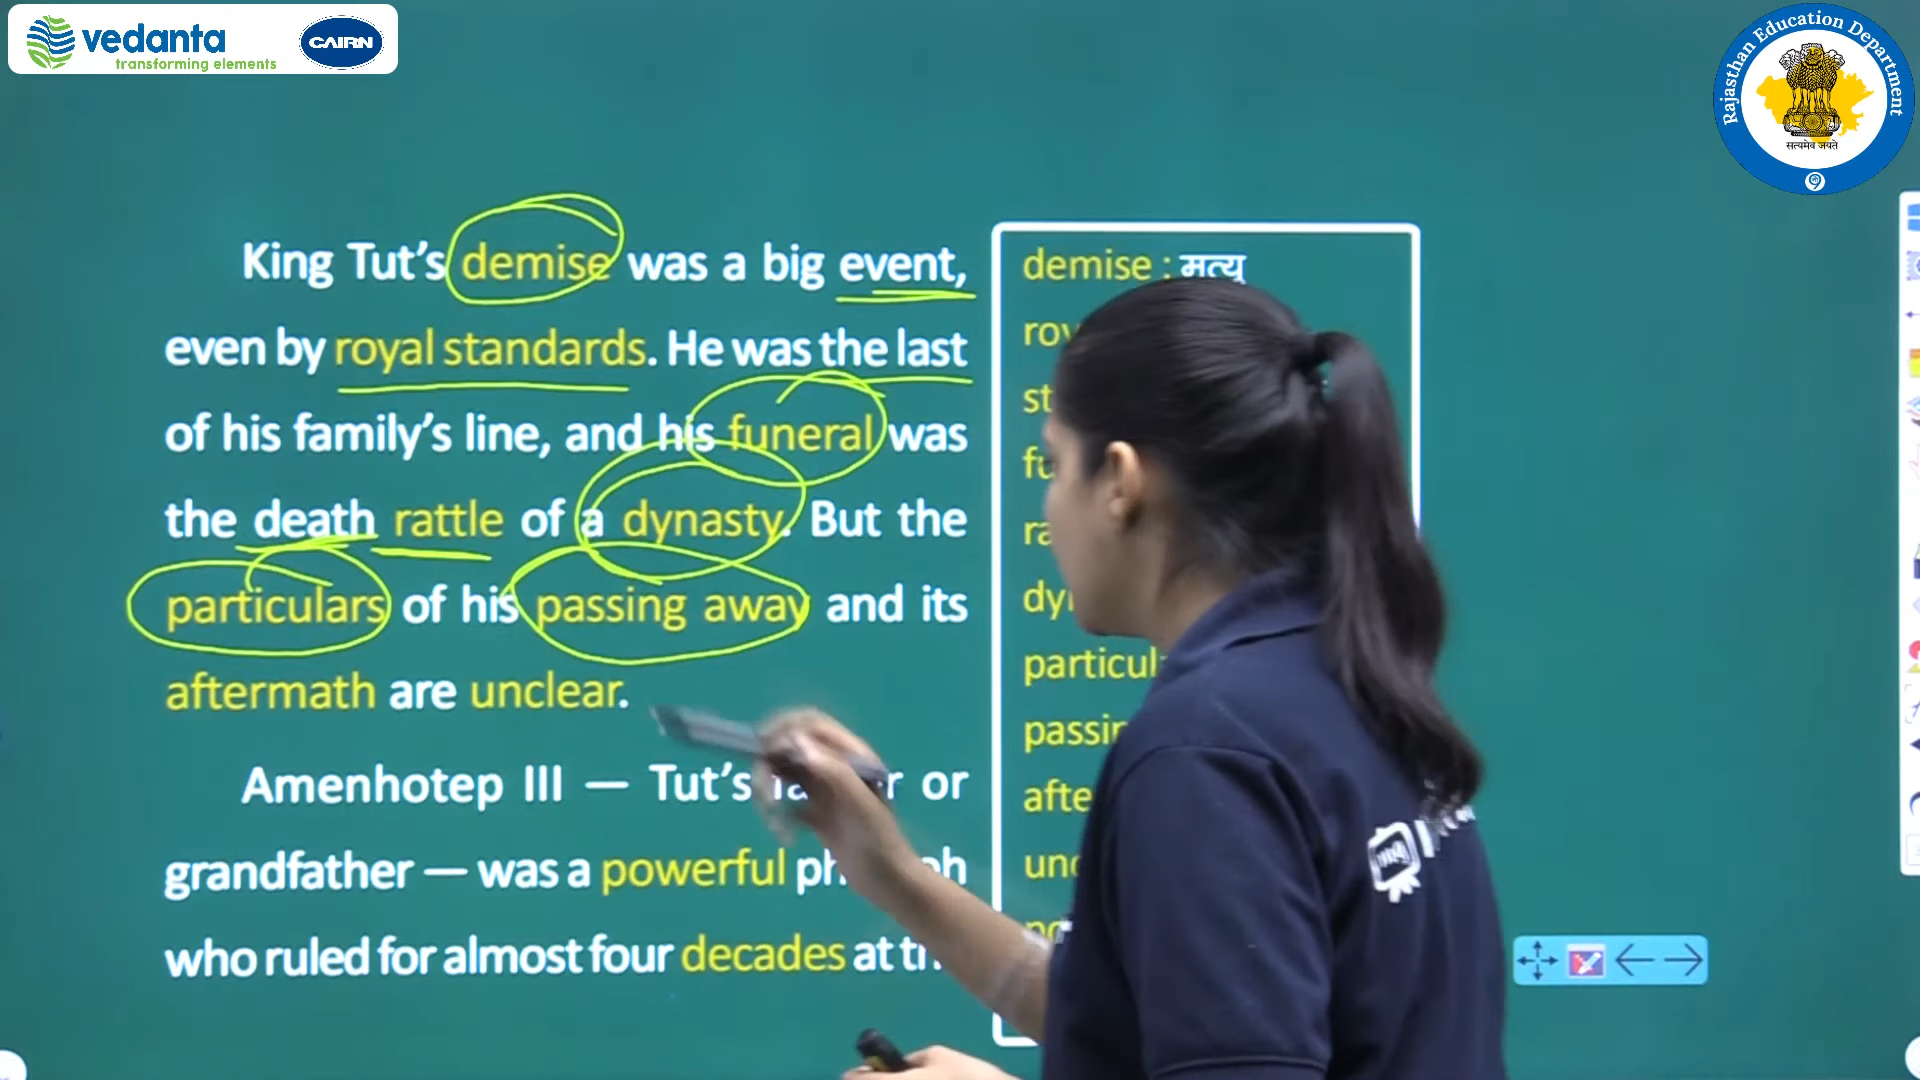 vedanta
transforming elements
CAIRN
Rajasthan Education Department
सत्यमेव जयते
King Tut's demise was a big event,
even by royal standards. He was the last
of his family's line, and his funeral was
the death rattle of a dynasty. But the
particulars of his passing away and its
aftermath are unclear.
Amenhotep III — Tut's or
grandfather — was a powerful
who ruled for almost four decades at
demise : मृत्यु